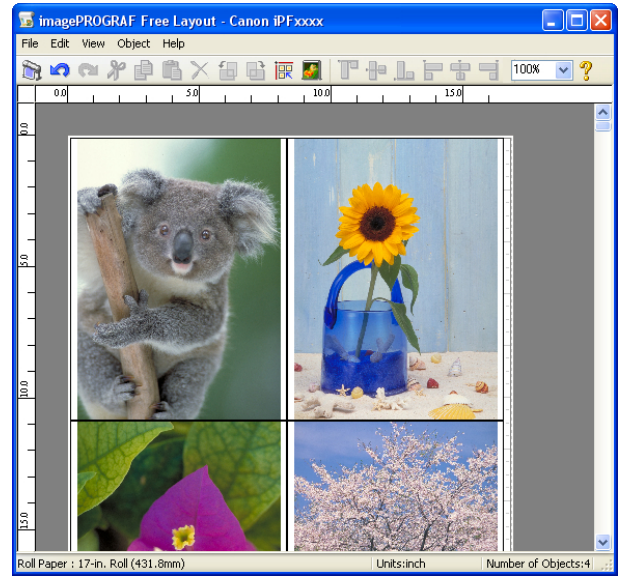 imagePROGRAF Free Layout - Canon iPFxxxx
File Edit View Object Help
100%
0.0 5.0 10.0 15.0
0.0
5.0
10.0
15.0
Roll Paper : 17-in. Roll (431.8mm) Units:inch Number of Objects:4